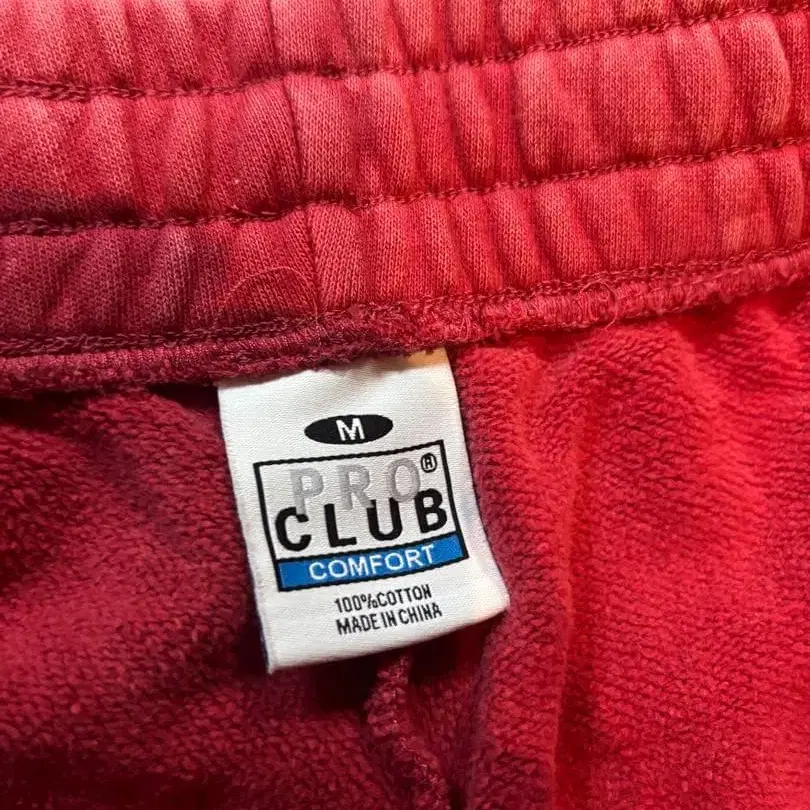 M
PRO®
CLUB
COMFORT
100%COTTON
MADE IN CHINA